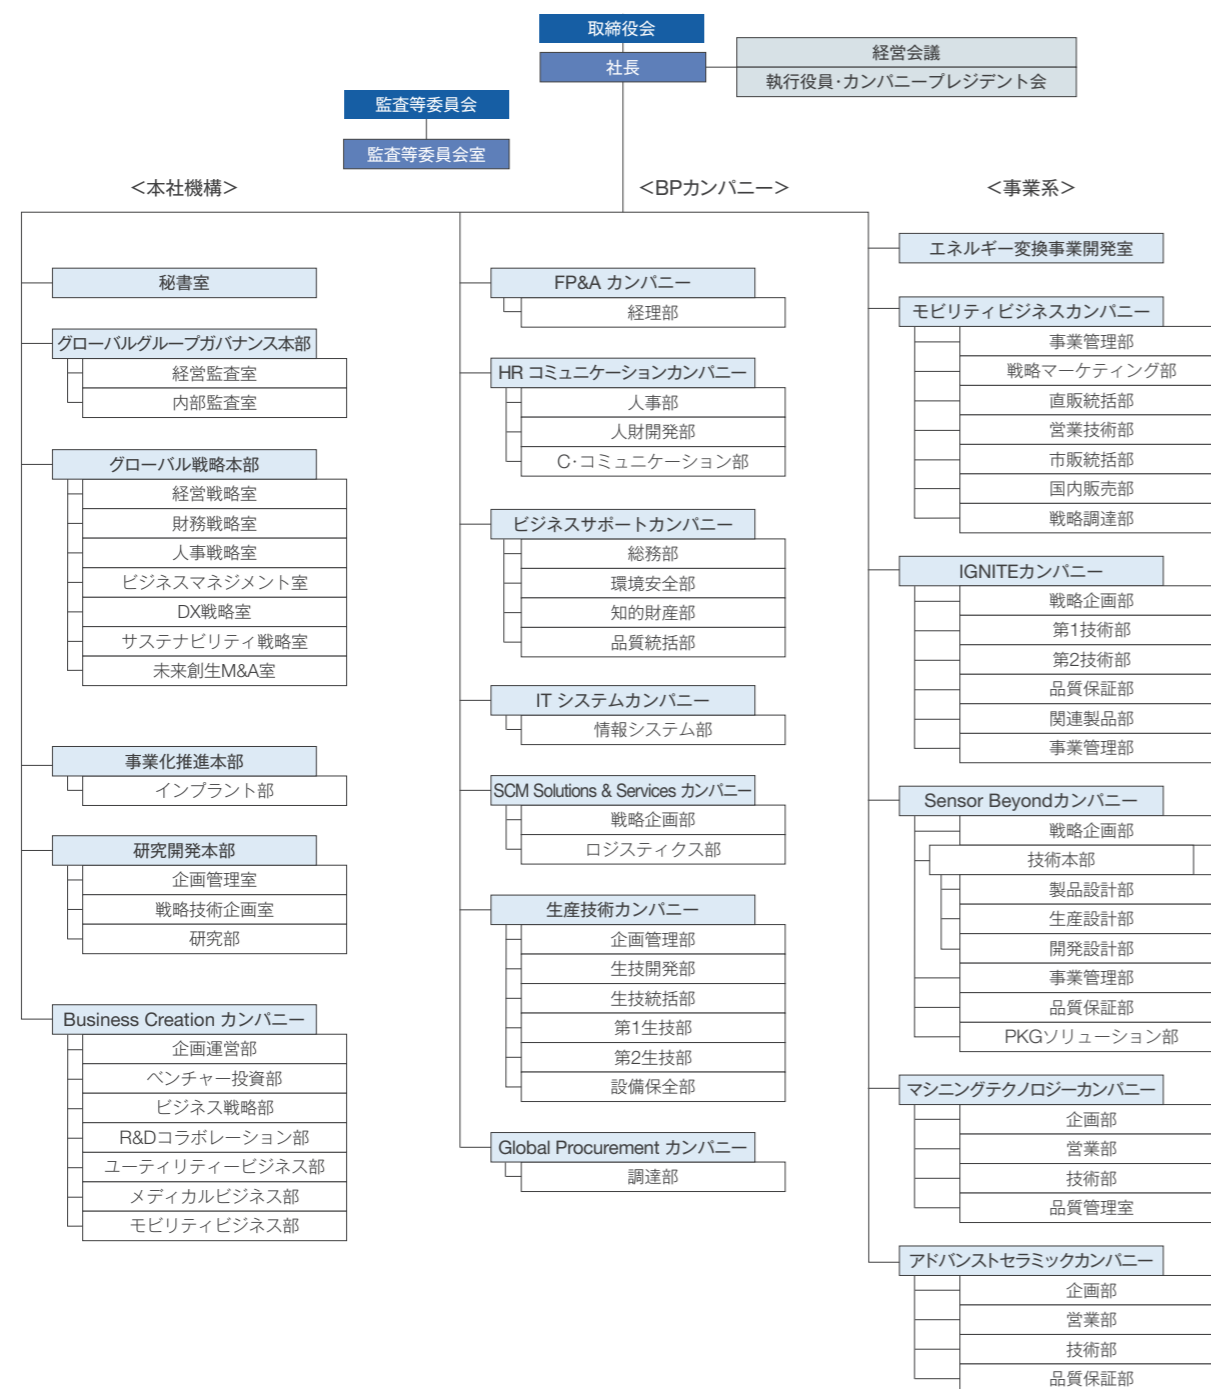 取締役会
社長
経営会議
執行役員・カンパニープレジデント会
監査等委員会
監査等委員会室
<本社機構>
秘書室
グローバルグループガバナンス本部
経営監査室
内部監査室
グローバル戦略本部
経営戦略室
財務戦略室
人事戦略室
ビジネスマネジメント室
DX戦略室
サステナビリティ戦略室
未来創生M&A室
事業化推進本部
インプラント部
研究開発本部
企画管理室
戦略技術企画室
研究部
Business Creation カンパニー
企画運営部
ベンチャー投資部
ビジネス戦略部
R&Dコラボレーション部
ユーティリティービジネス部
メディカルビジネス部
モビリティビジネス部
<BPカンパニー>
FP&A カンパニー
経理部
HR コミュニケーションカンパニー
人事部
人財開発部
C・コミュニケーション部
ビジネスサポートカンパニー
総務部
環境安全部
知的財産部
品質統括部
IT システムカンパニー
情報システム部
SCM Solutions & Services カンパニー
戦略企画部
ロジスティクス部
生産技術カンパニー
企画管理部
生技開発部
生技統括部
第1生技部
第2生技部
設備保全部
Global Procurement カンパニー
調達部
<事業系>
エネルギー変換事業開発室
モビリティビジネスカンパニー
事業管理部
戦略マーケティング部
直販統括部
営業技術部
市販統括部
国内販売部
戦略調達部
IGNITEカンパニー
戦略企画部
第1技術部
第2技術部
品質保証部
関連製品部
事業管理部
Sensor Beyondカンパニー
戦略企画部
技術本部
製品設計部
生産設計部
開発設計部
事業管理部
品質保証部
PKGソリューション部
マシニングテクノロジーカンパニー
企画部
営業部
技術部
品質管理室
アドバンストセラミックカンパニー
企画部
営業部
技術部
品質保証部